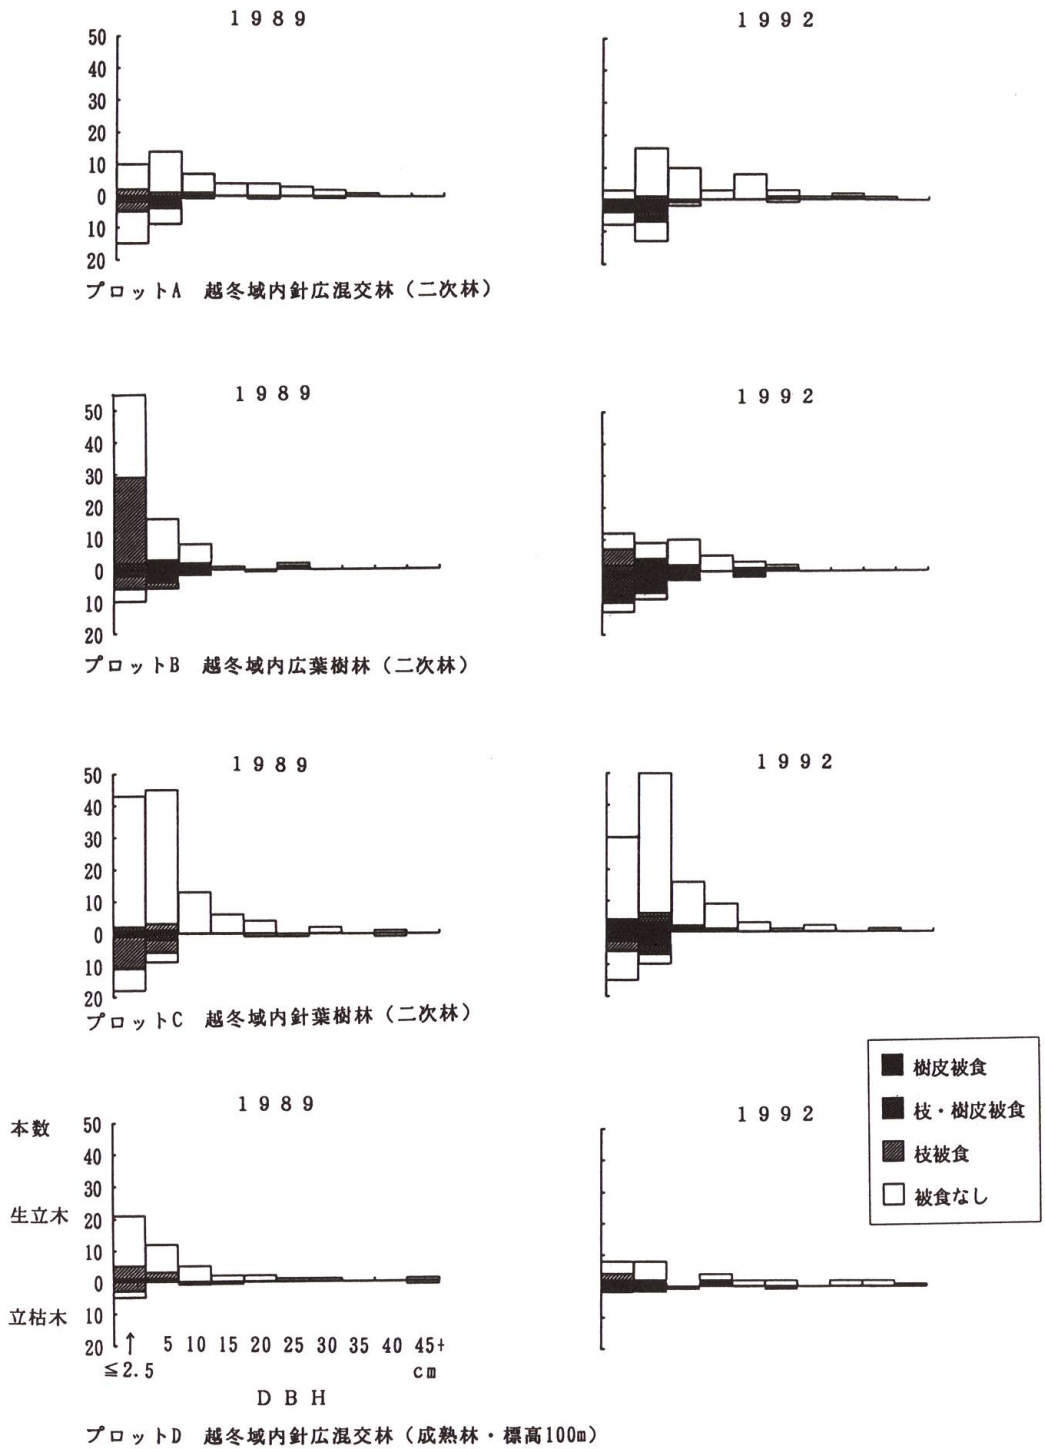 1989
1992
50
40
30
20
10
0
10
20
プロットA 越冬域内針広混交林（二次林）
1989
1992
50
40
30
20
10
0
10
20
プロットB 越冬域内広葉樹林（二次林）
1989
1992
50
40
30
20
10
0
10
20
プロットC 越冬域内針葉樹林（二次林）
樹皮被食
枝・樹皮被食
枝被食
被食なし
1989
1992
本数
生立木
立枯木
50
40
30
20
10
0
10
20
↑ 5 10 15 20 25 30 35 40 45+
≦2.5 cm
DBH
プロットD 越冬域内針広混交林（成熟林・標高100m）